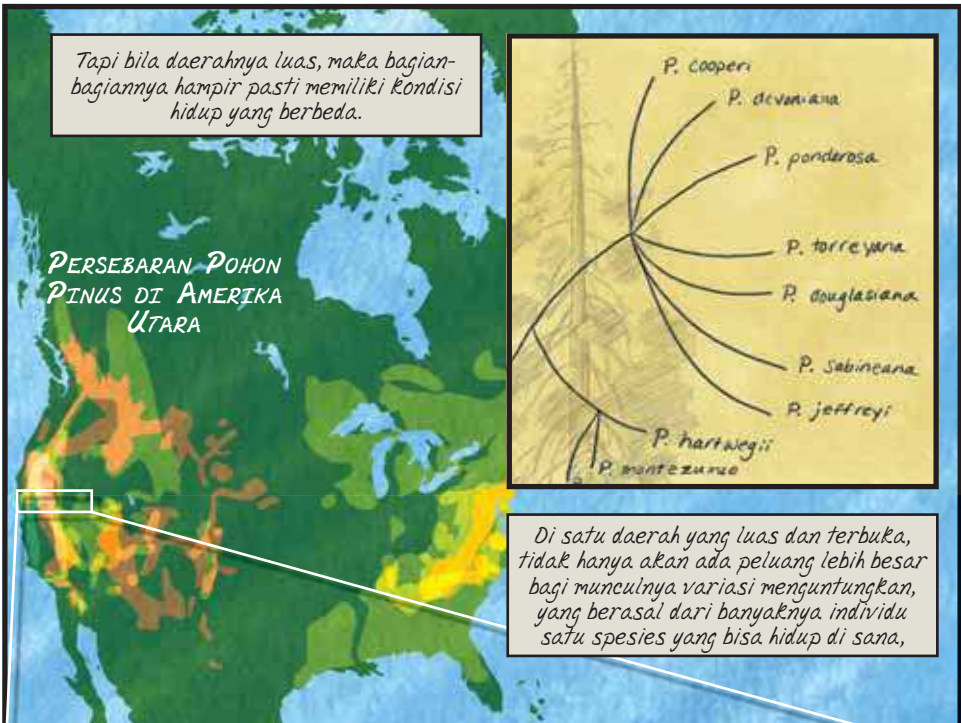 Tapi bila daerahnya luas, maka bagian-
bagiannya hampir pasti memiliki kondisi
hidup yang berbeda.
PERSEBARAN POHON
PINUS DI AMERIKA
UTARA
P. cooperi
P. devoniana
P. ponderosa
P. torreyana
P. douglasiana
P. sabineana
P. jeffreyi
P. hartwegii
P. montezumae
Di satu daerah yang luas dan terbuka,
tidak hanya akan ada peluang lebih besar
bagi munculnya variasi menguntungkan,
yang berasal dari banyaknya individu
satu spesies yang bisa hidup di sana,